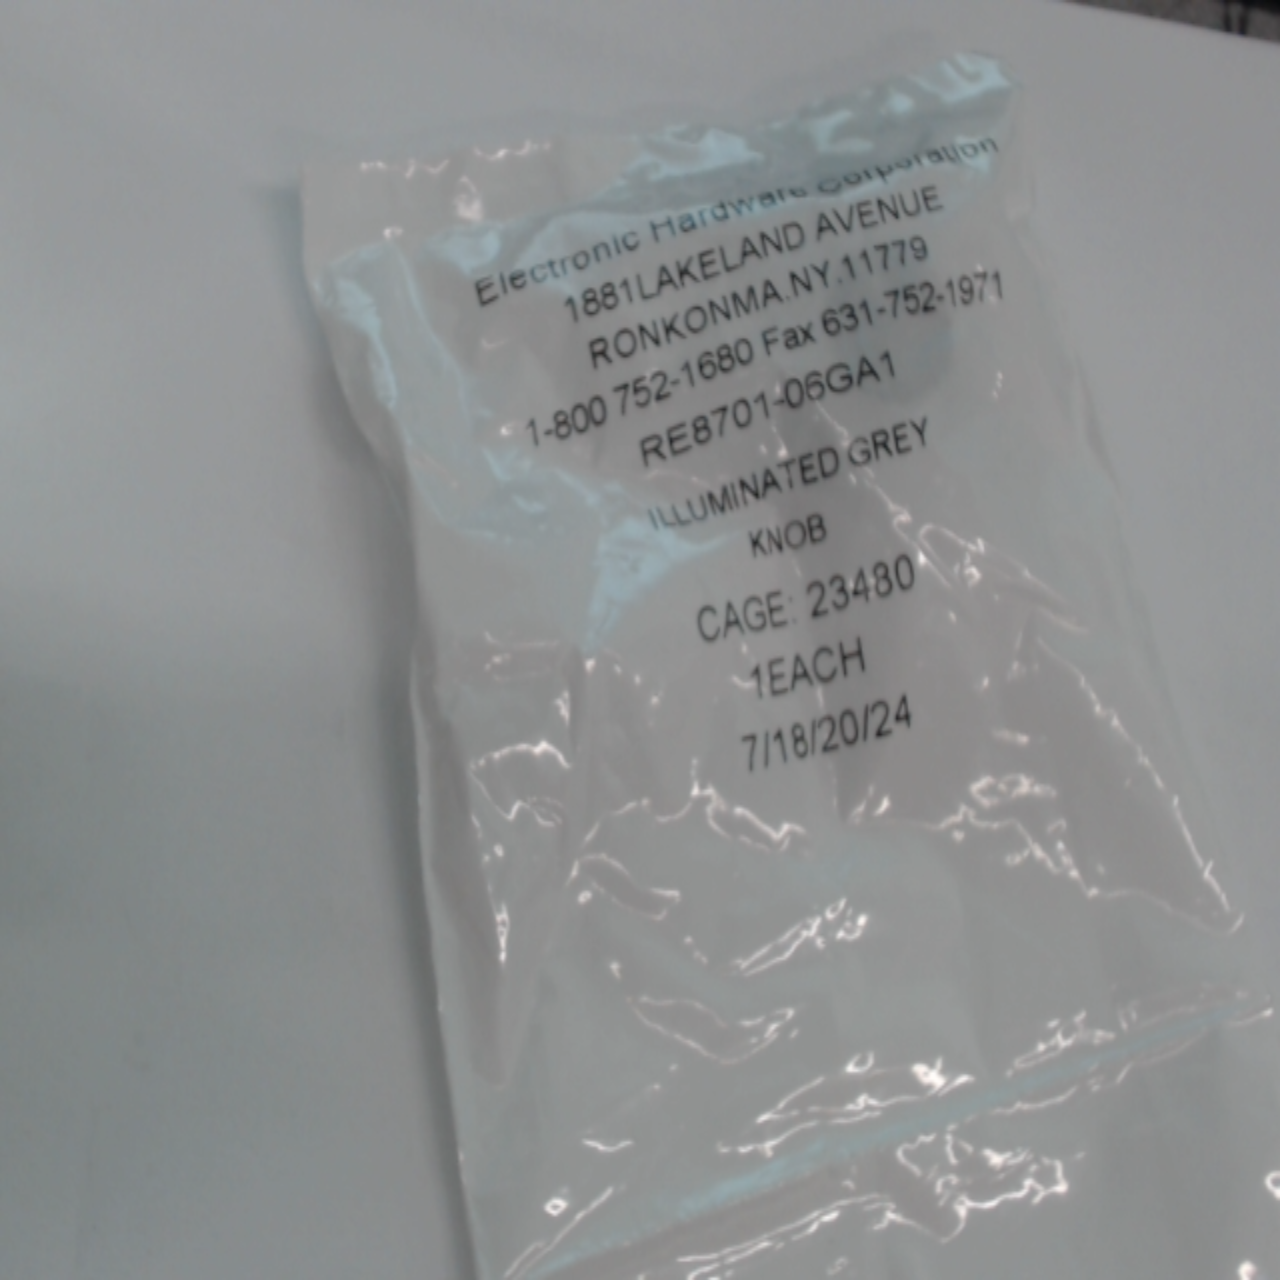 Electronic Hardware Corporation
1881LAKELAND AVENUE
RONKONMA.NY.11779
1-800 752-1680 Fax 631-752-1971
RE8701-06GA1
ILLUMINATED GREY
KNOB
CAGE: 23480
1EACH
7/18/20/24